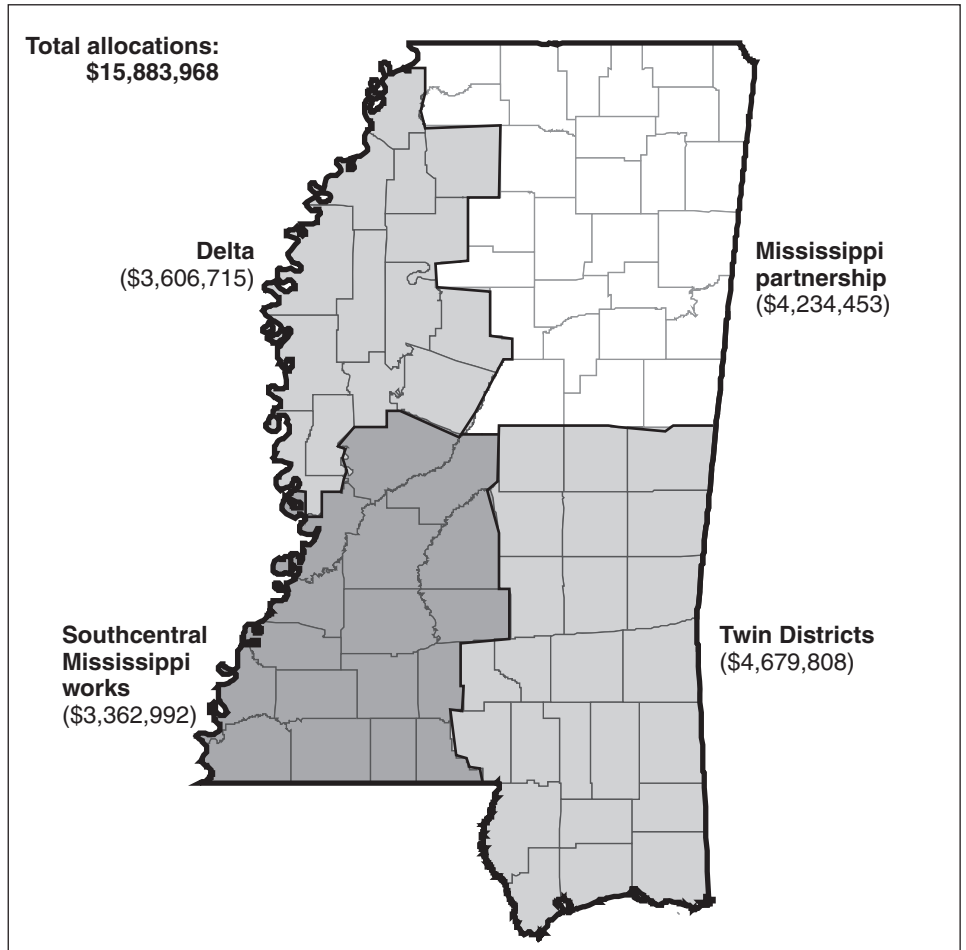 Total allocations:
$15,883,968
Delta
($3,606,715)
Mississippi
partnership
($4,234,453)
Southcentral
Mississippi
works
($3,362,992)
Twin Districts
($4,679,808)